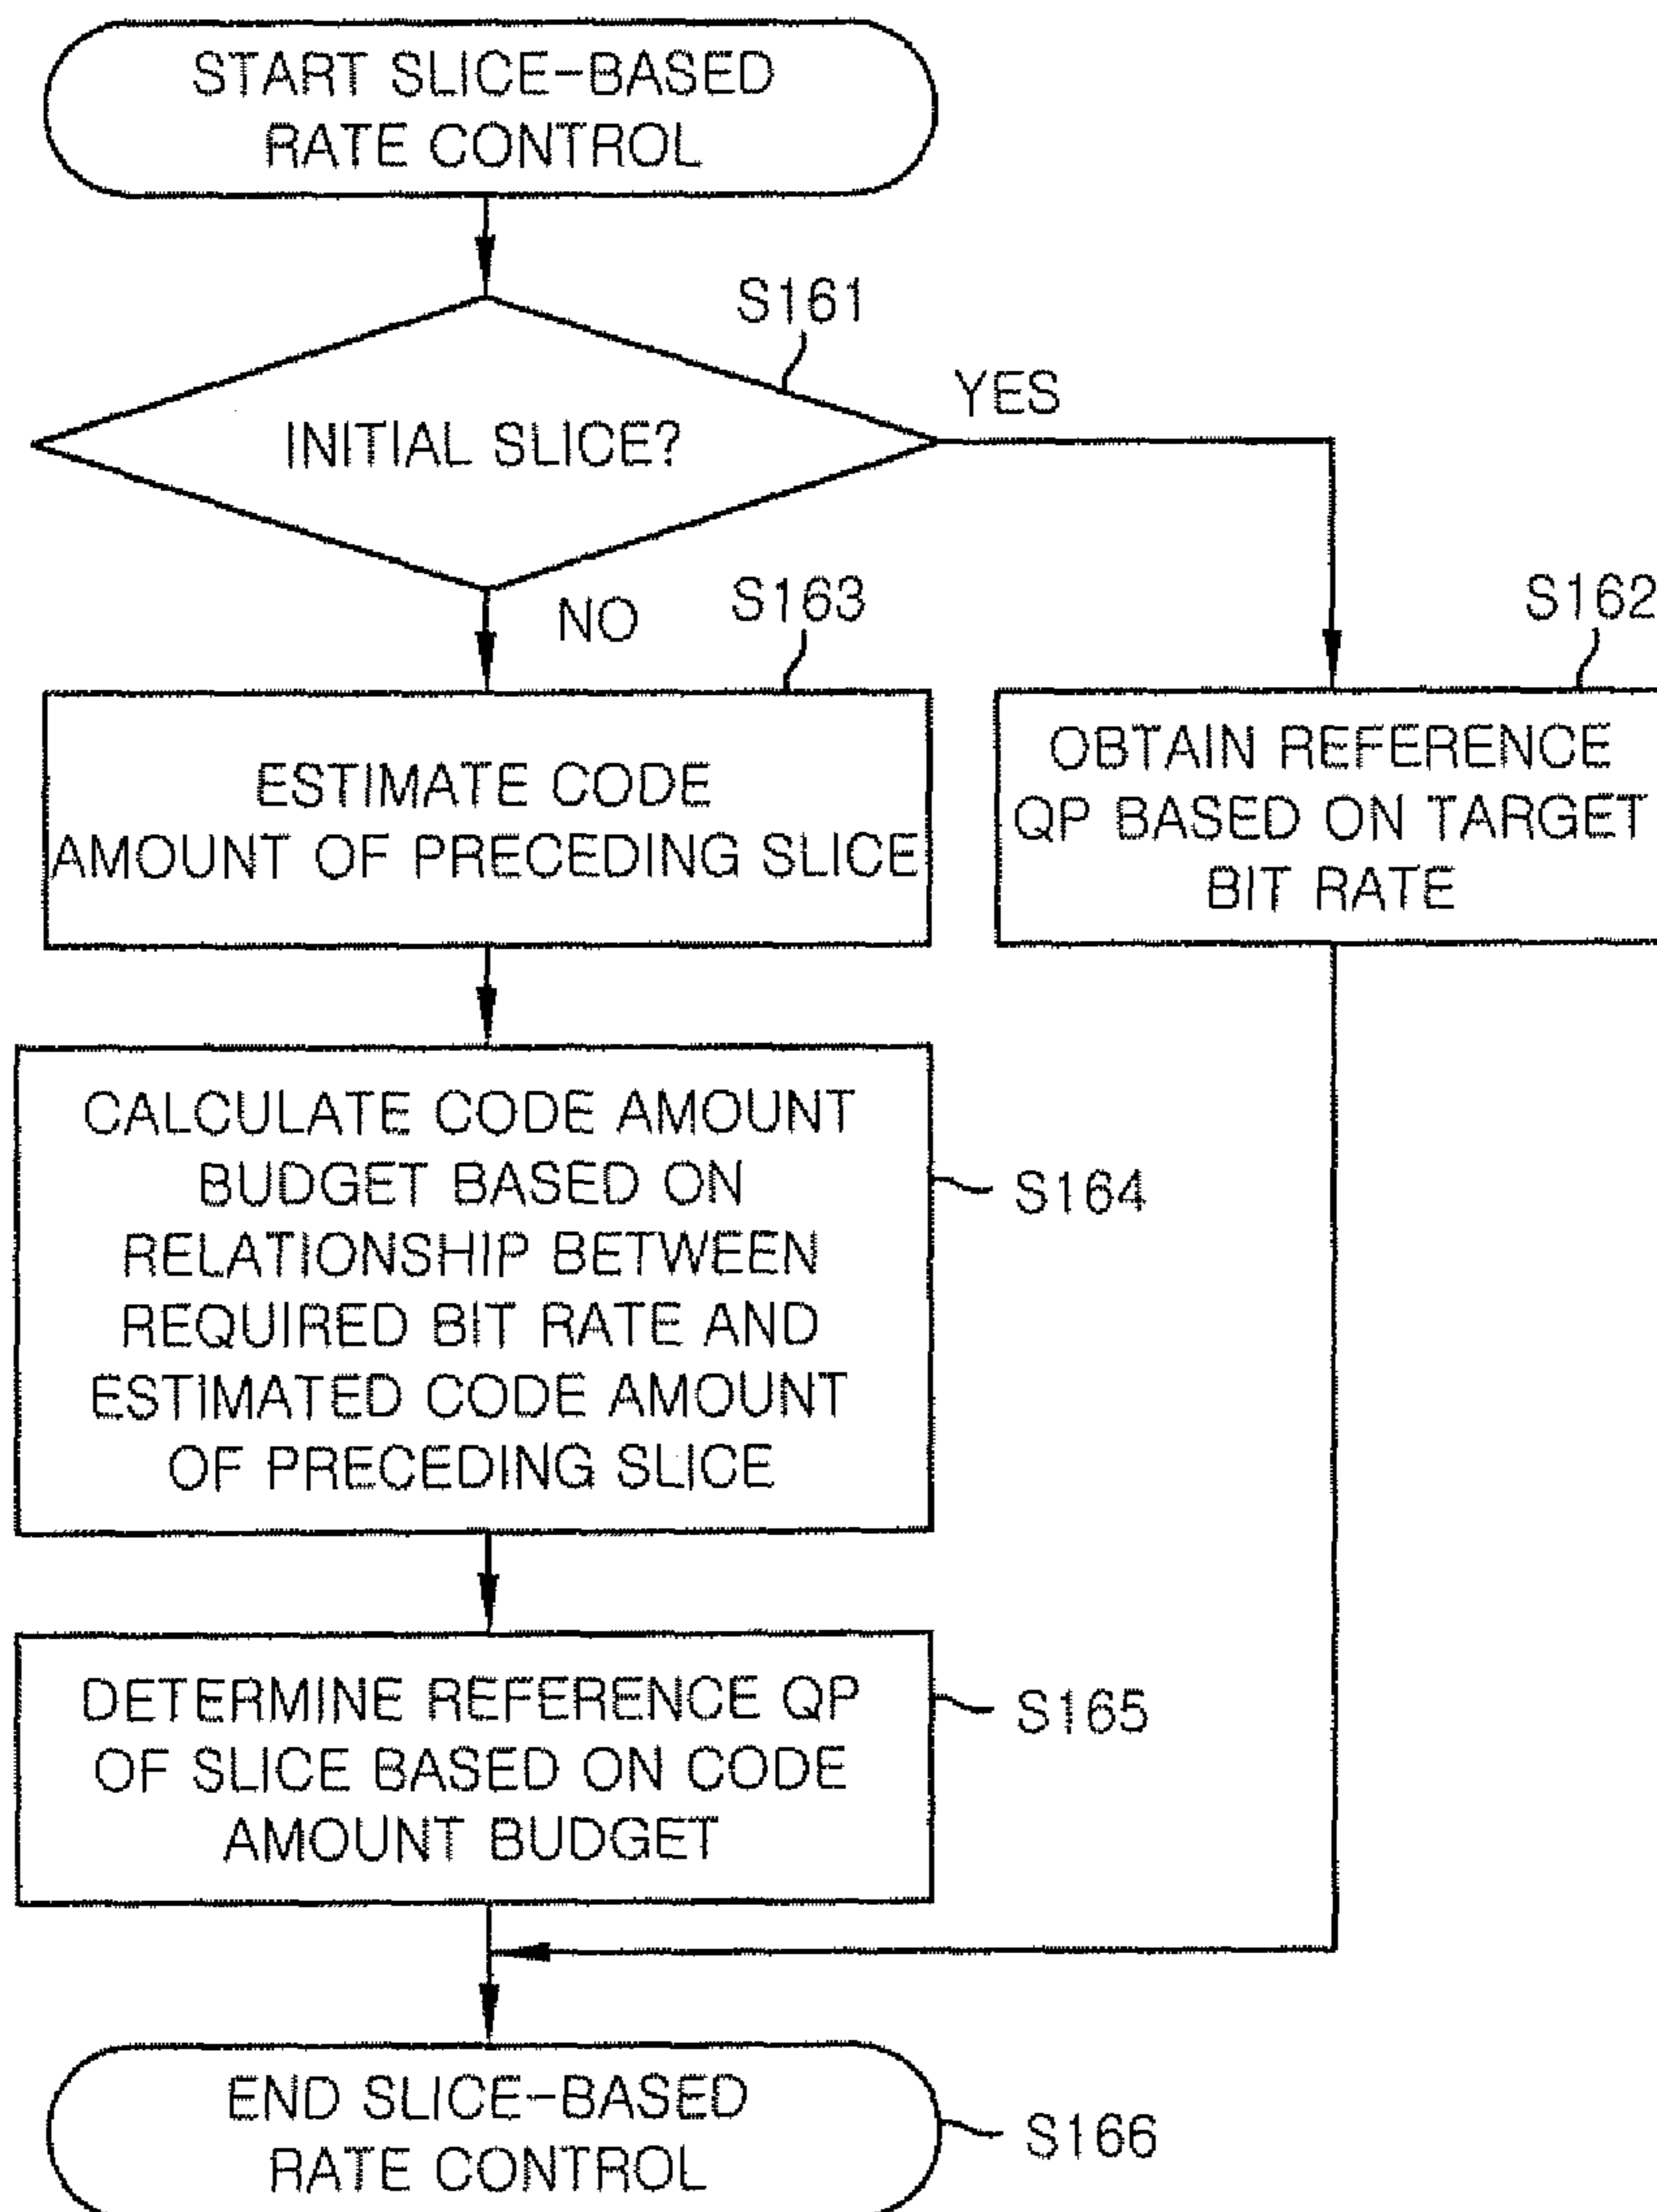 START SLICE-BASED
RATE CONTROL
S161
YES
INITIAL SLICE?
NO
S163
S162
ESTIMATE CODE
AMOUNT OF PRECEDING SLICE
OBTAIN REFERENCE
QP BASED ON TARGET
BIT RATE
CALCULATE CODE AMOUNT
BUDGET BASED ON
RELATIONSHIP BETWEEN
REQUIRED BIT RATE AND
ESTIMATED CODE AMOUNT
OF PRECEDING SLICE
S164
DETERMINE REFERENCE QP
OF SLICE BASED ON CODE
AMOUNT BUDGET
S165
END SLICE-BASED
RATE CONTROL
S166